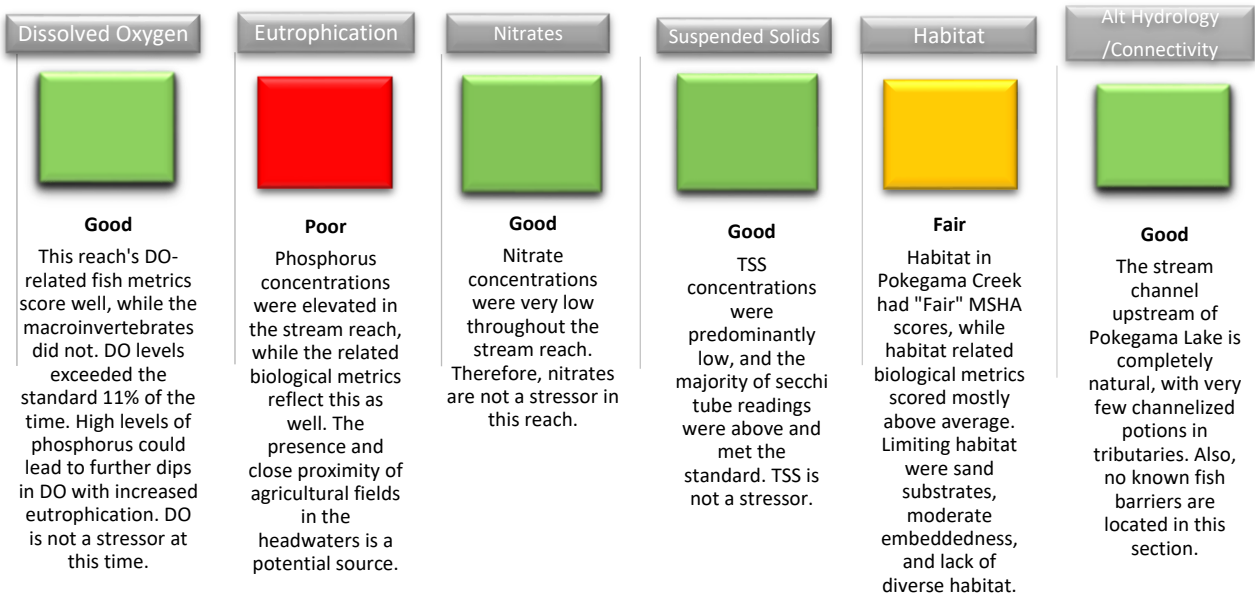 Dissolved Oxygen
Good
This reach's DO-
related fish metrics
score well, while the
macroinvertebrates
did not. DO levels
exceeded the
standard 11% of the
time. High levels of
phosphorus could
lead to further dips
in DO with increased
eutrophication. DO
is not a stressor at
this time.
Eutrophication
Poor
Phosphorus
concentrations
were elevated in
the stream reach,
while the related
biological metrics
reflect this as
well. The
presence and
close proximity of
agricultural fields
in the
headwaters is a
potential source.
Nitrates
Good
Nitrate
concentrations
were very low
throughout the
stream reach.
Therefore, nitrates
are not a stressor in
this reach.
Suspended Solids
Good
TSS
concentrations
were
predominantly
low, and the
majority of secchi
tube readings
were above and
met the
standard. TSS is
not a stressor.
Habitat
Fair
Habitat in
Pokegama Creek
had "Fair" MSHA
scores, while
habitat related
biological metrics
scored mostly
above average.
Limiting habitat
were sand
substrates,
moderate
embeddedness,
and lack of
diverse habitat.
Alt Hydrology
/Connectivity
Good
The stream
channel
upstream of
Pokegama Lake is
completely
natural, with very
few channelized
potions in
tributaries. Also,
no known fish
barriers are
located in this
section.